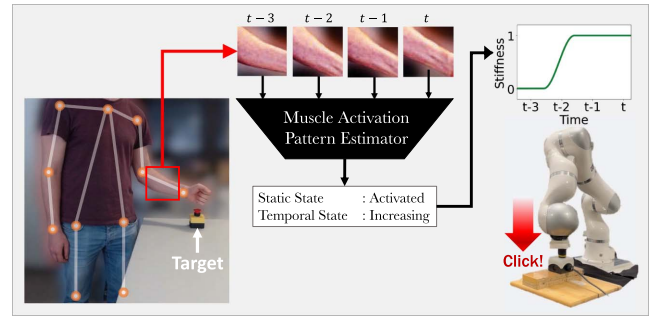 t − 3
t − 2
t − 1
t
Muscle Activation
Pattern Estimator
Static State : Activated
Temporal State : Increasing
Target
Stiffness
1
0
t-3
t-2
t-1
t
Time
Click!